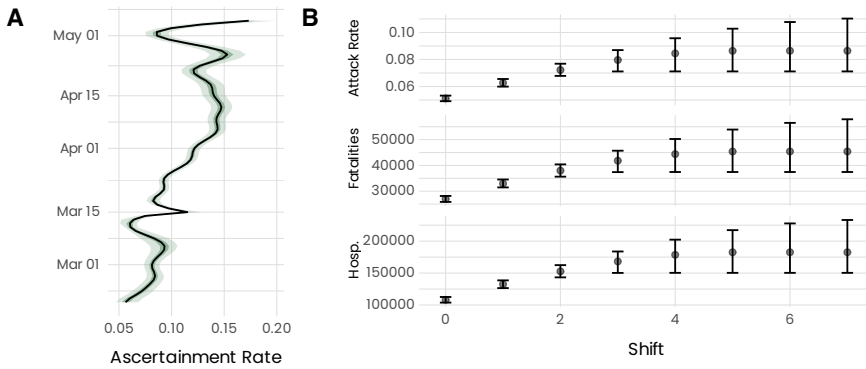 A
May 01
Apr 15
Apr 01
Mar 15
Mar 01
0.05 0.10 0.15 0.20
Ascertainment Rate
B
Attack Rate
0.10
0.08
0.06
Fatalities
50000
40000
30000
Hosp.
200000
150000
100000
0 2 4 6
Shift